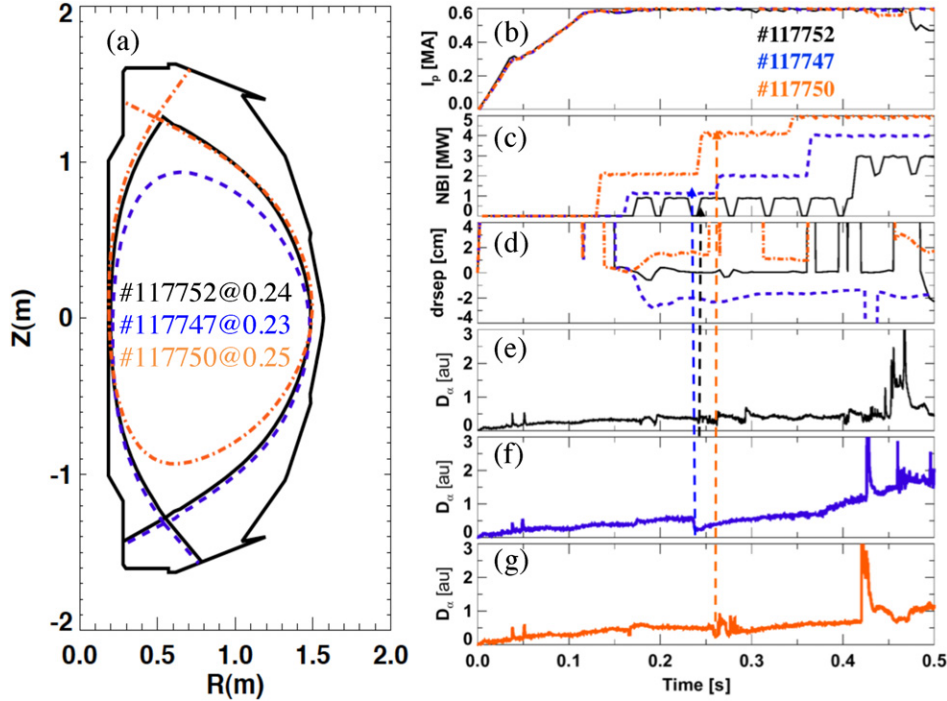 (a)
2
1
0
-1
-2
Z(m)
#117752@0.24
#117747@0.23
#117750@0.25
0.0 0.5 1.0 1.5 2.0
R(m)
(b)
0.6
0.4
0.2
0.0
I_p [MA]
#117752
#117747
#117750
(c)
5
4
3
2
1
0
NBI [MW]
(d)
4
2
0
-2
-4
drsep [cm]
(e)
3
2
1
0
D_α [au]
(f)
3
2
1
0
D_α [au]
(g)
3
2
1
0
D_α [au]
0.0 0.1 0.2 0.3 0.4 0.5
Time [s]